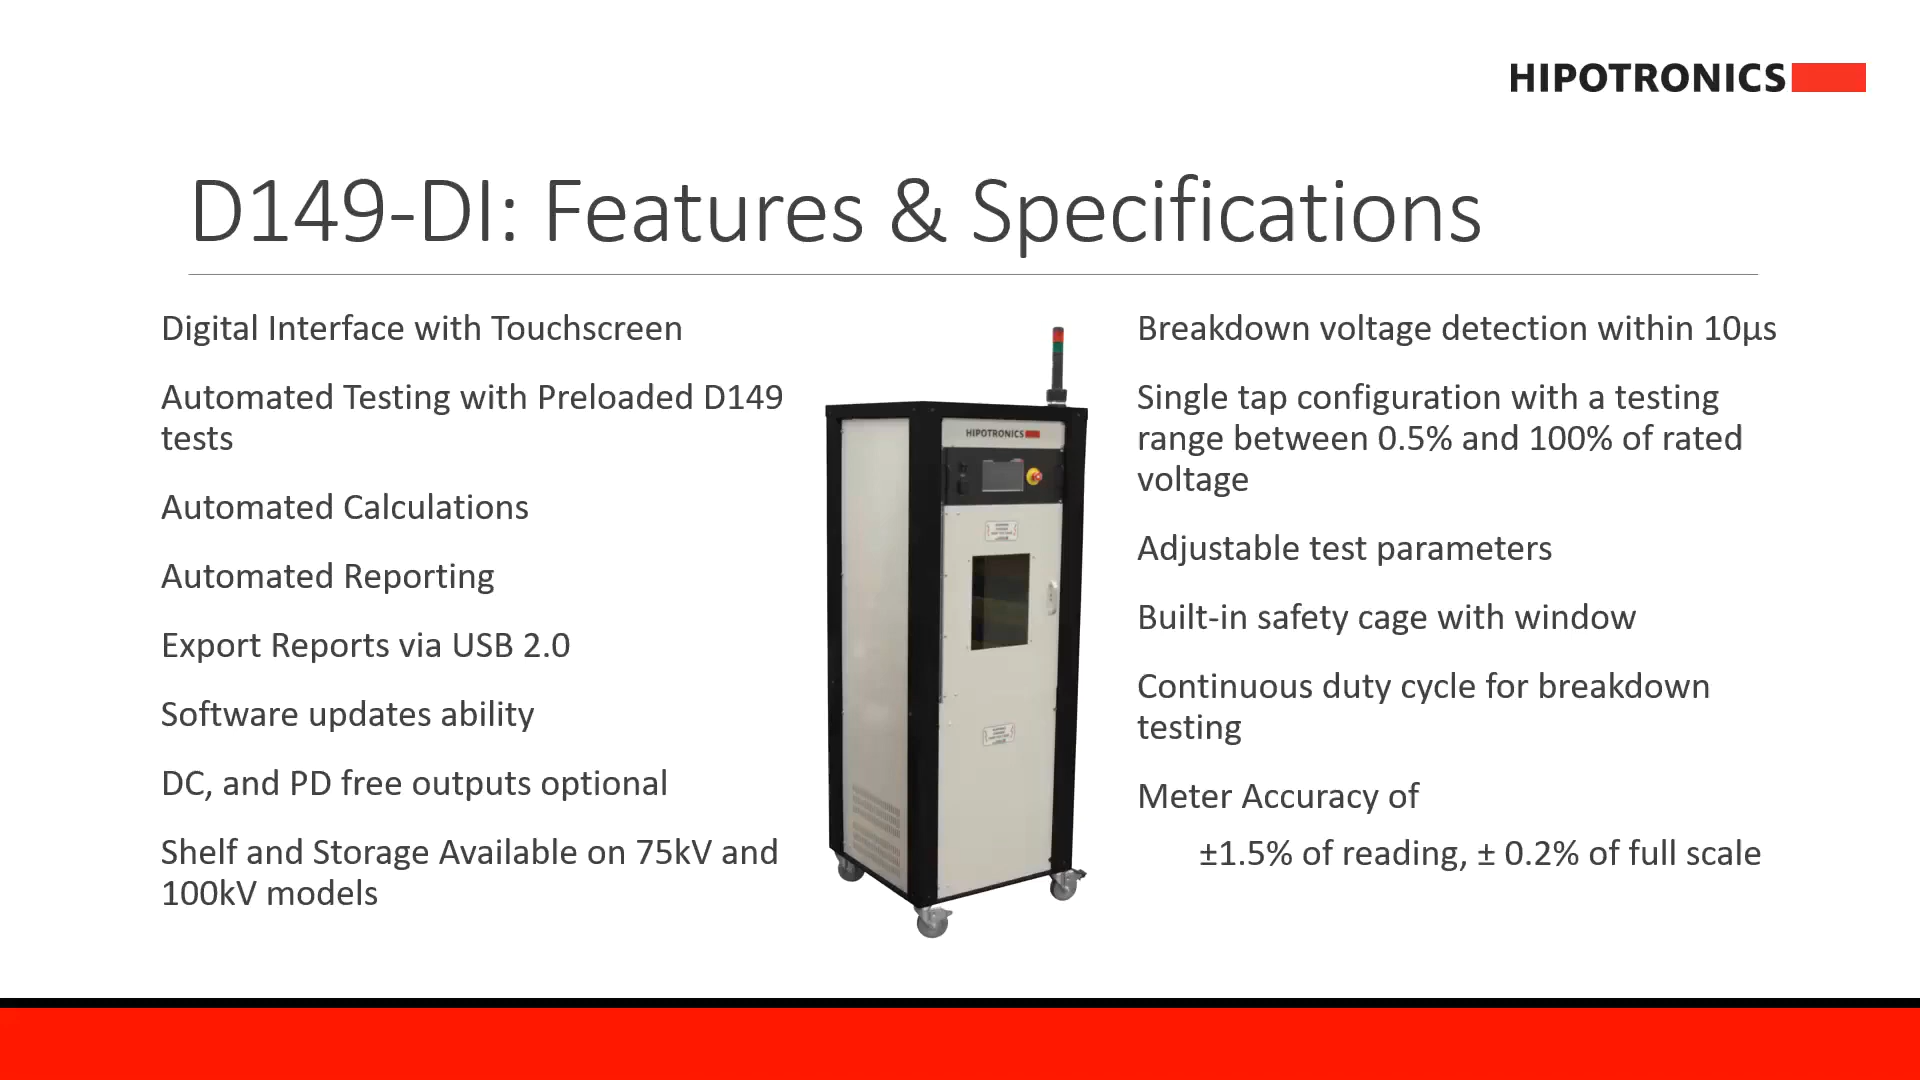 HIPOTRONICS
D149-DI: Features & Specifications
Digital Interface with Touchscreen
Automated Testing with Preloaded D149
tests
Automated Calculations
Automated Reporting
Export Reports via USB 2.0
Software updates ability
DC, and PD free outputs optional
Shelf and Storage Available on 75kV and
100kV models
HIPOTRONICS
Breakdown voltage detection within 10µs
Single tap configuration with a testing
range between 0.5% and 100% of rated
voltage
Adjustable test parameters
Built-in safety cage with window
Continuous duty cycle for breakdown
testing
Meter Accuracy of
±1.5% of reading, ± 0.2% of full scale